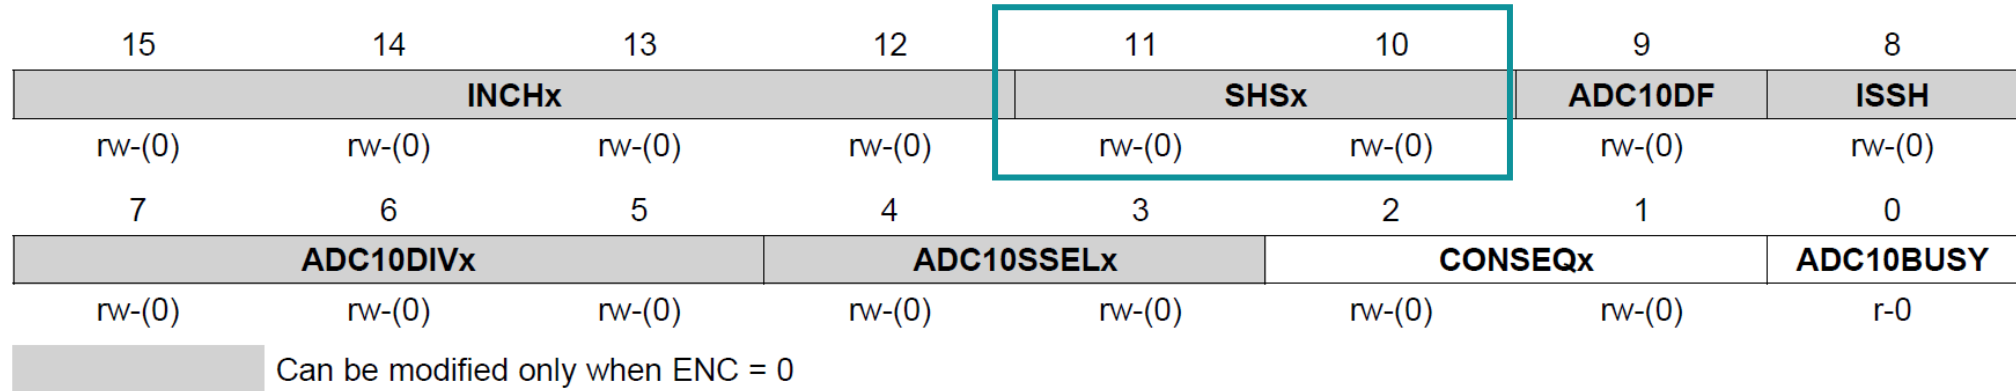 15 14 13 12 11 10 9 8
INCHx SHSx ADC10DF ISSH
rw-(0) rw-(0) rw-(0) rw-(0) rw-(0) rw-(0) rw-(0) rw-(0)
7 6 5 4 3 2 1 0
ADC10DIVx ADC10SSELx CONSEQx ADC10BUSY
rw-(0) rw-(0) rw-(0) rw-(0) rw-(0) rw-(0) rw-(0) r-0
Can be modified only when ENC = 0